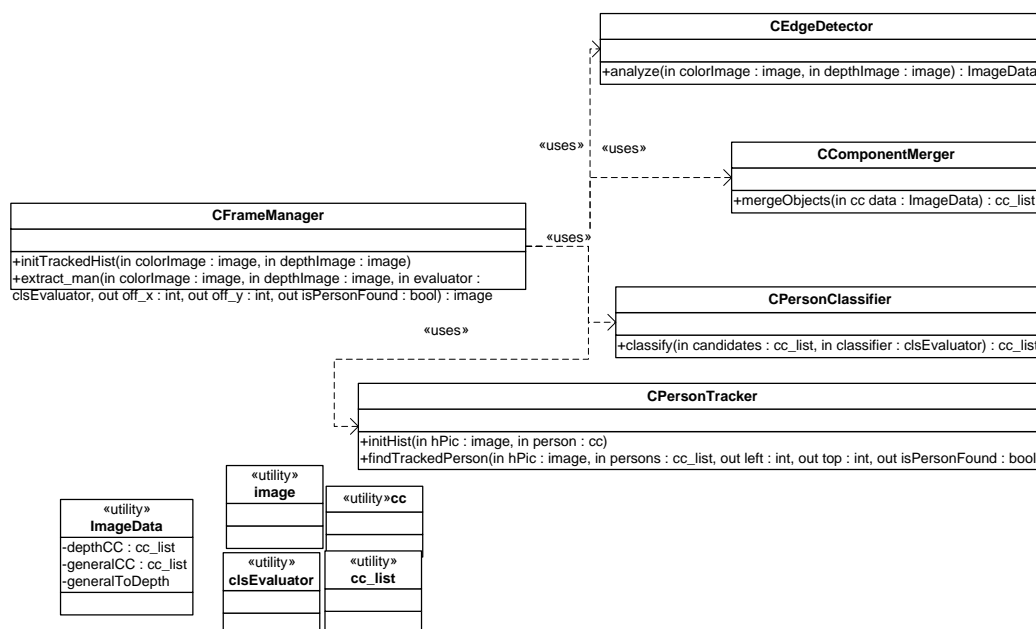 CEdgeDetector
+analyze(in colorImage : image, in depthImage : image) : ImageData
«uses»
«uses»
CComponentMerger
+mergeObjects(in cc data : ImageData) : cc_list
CFrameManager
+initTrackedHist(in colorImage : image, in depthImage : image)
+extract_man(in colorImage : image, in depthImage : image, in evaluator :
clsEvaluator, out off_x : int, out off_y : int, out isPersonFound : bool) : image
«uses»
CPersonClassifier
+classify(in candidates : cc_list, in classifier : clsEvaluator) : cc_list
«uses»
CPersonTracker
+initHist(in hPic : image, in person : cc)
+findTrackedPerson(in hPic : image, in persons : cc_list, out left : int, out top : int, out isPersonFound : bool
«utility»
image
«utility»cc
«utility»
ImageData
-depthCC : cc_list
-generalCC : cc_list
-generalToDepth
«utility»
clsEvaluator
«utility»
cc_list